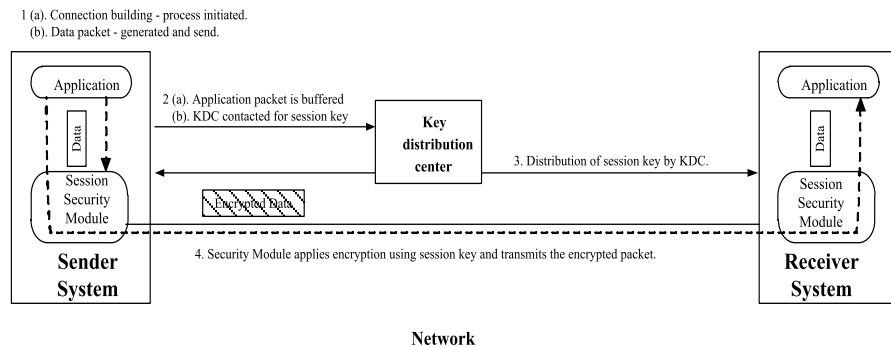 1 (a). Connection building - process initiated.
(b). Data packet - generated and send.
Application
Data
Session
Security
Module
Sender
System
2 (a). Application packet is buffered
(b). KDC contacted for session key
Key
distribution
center
3. Distribution of session key by KDC.
Encrypted Data
4. Security Module applies encryption using session key and transmits the encrypted packet.
Application
Data
Session
Security
Module
Receiver
System
Network